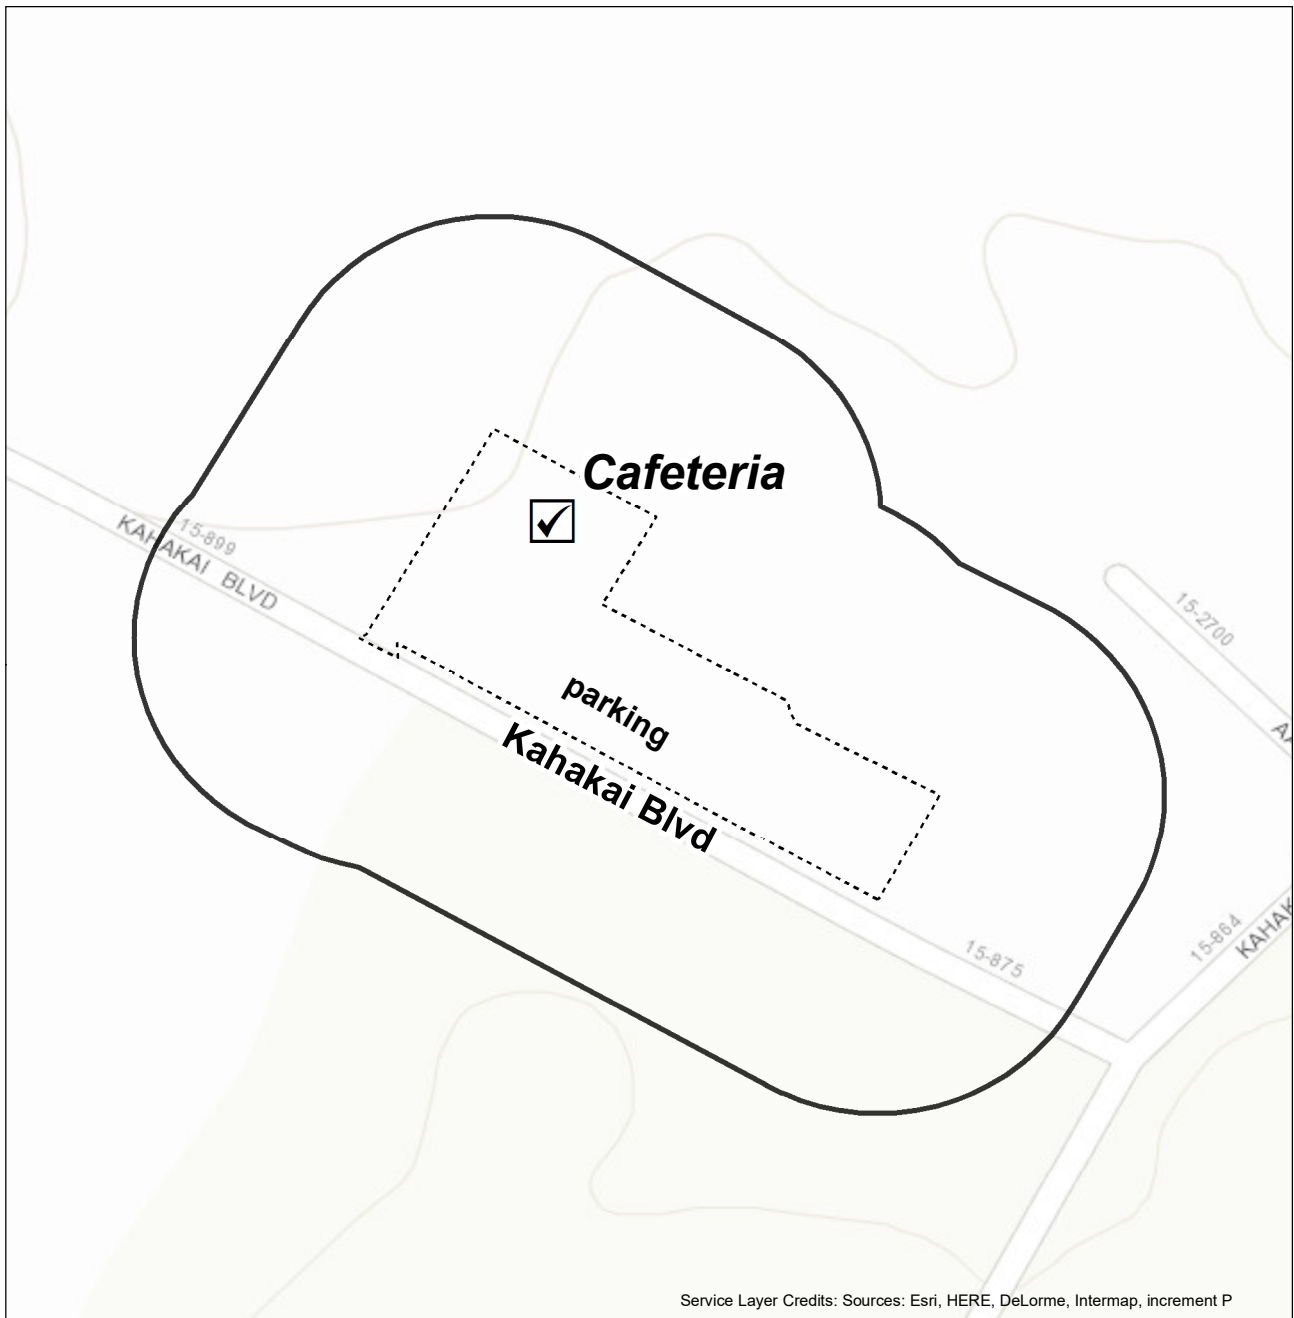 Cafeteria
15-899
KAHAKAI BLVD
15-2700
parking
Kahakai Blvd
15-864
KAHAK
15-875
Service Layer Credits: Sources: Esri, HERE, DeLorme, Intermap, increment P